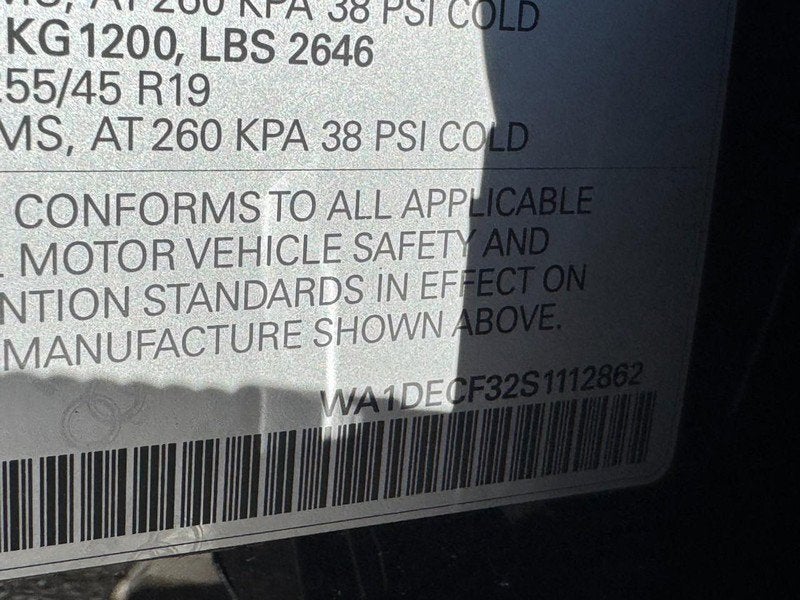 MS, AT 260 KPA 38 PSI COLD
KG 1200, LBS 2646
255/45 R19
MS, AT 260 KPA 38 PSI COLD
CONFORMS TO ALL APPLICABLE
L MOTOR VEHICLE SAFETY AND
NTION STANDARDS IN EFFECT ON
MANUFACTURE SHOWN ABOVE.
WA1DECF32S1112862